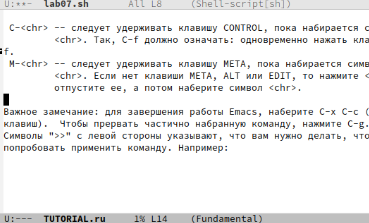 U:**-  lab07.sh       All L8     (Shell-script[sh])
C-<chr> -- следует удерживать клавишу CONTROL, пока набирается с
<chr>. Так, C-f должно означать: одновременно нажать кла
f.
M-<chr> -- следует удерживать клавишу META, пока набирается сим
<chr>. Если нет клавиши META, ALT или EDIT, то нажмите <
отпустите ее, а потом наберите символ <chr>.
Важное замечание: для завершения работы Emacs, наберите C-x C-c (
клавиш).  Чтобы прервать частично набранную команду, нажмите C-g.
Символы ">>" с левой стороны указывают, что вам нужно делать, что
попробовать применить команду. Например:
U:---  TUTORIAL.ru     1% L14    (Fundamental)